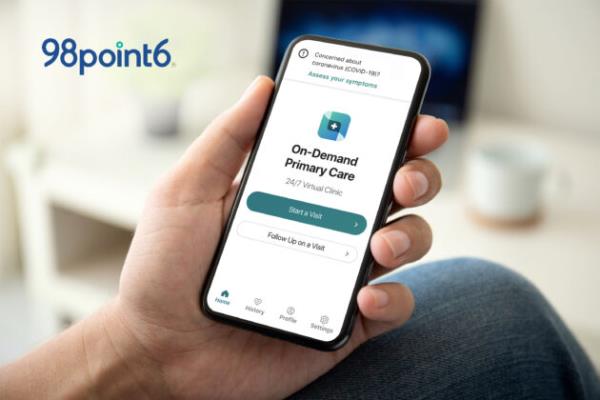 98point6
Concerned about
coronavirus (COVID-19)?
Assess your symptoms
On-Demand
Primary Care
24/7 Virtual Clinic
Start a Visit
Follow Up on a Visit
Home
History
Profile
Settings